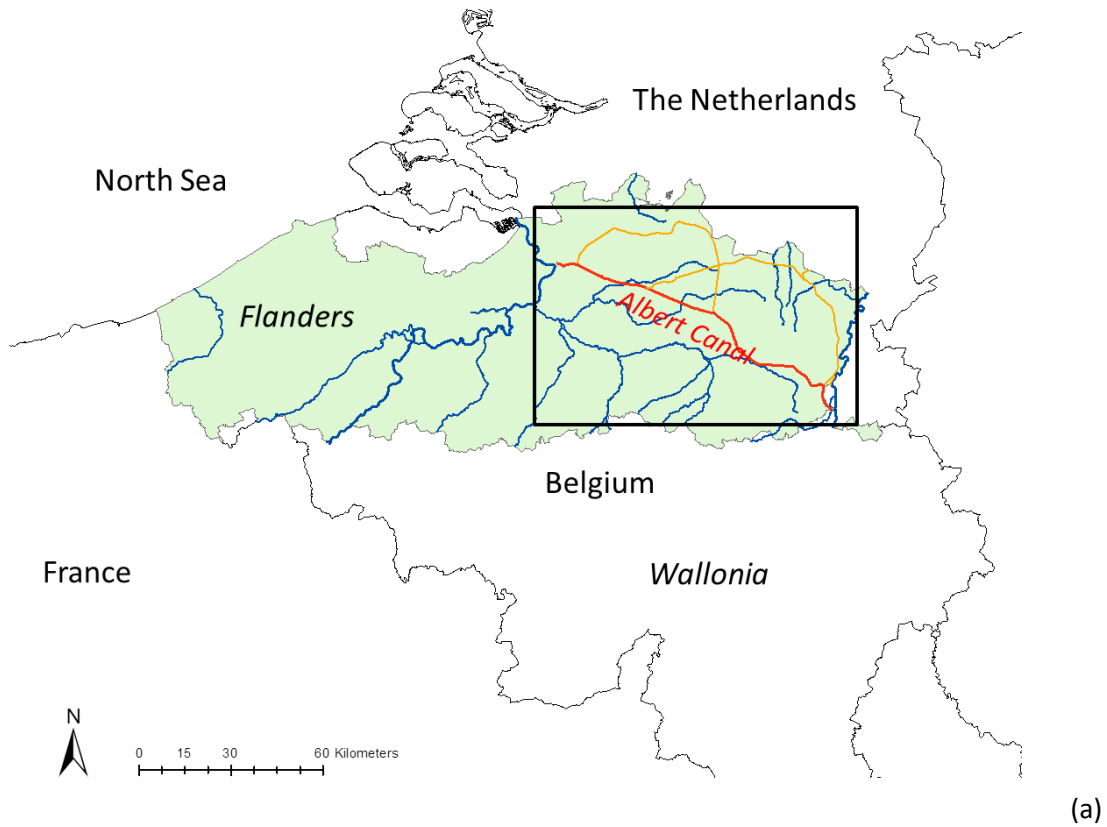 The Netherlands
North Sea
Flanders
Albert Canal
Belgium
France
Wallonia
N
0 15 30 60 Kilometers
(a)